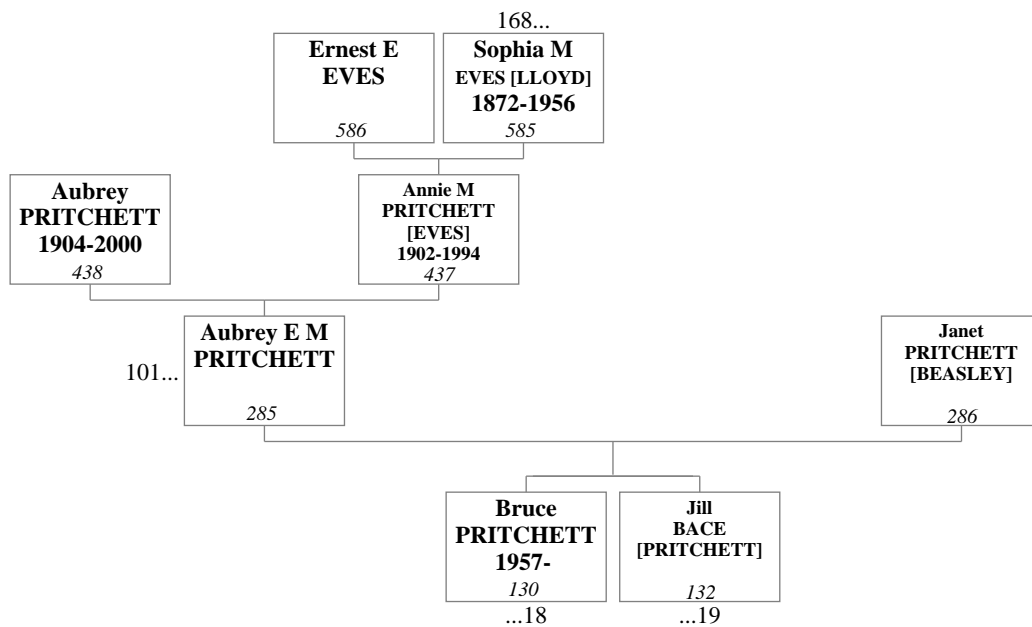 168...
Ernest E
EVES
586
Sophia M
EVES [LLOYD]
1872-1956
585
Aubrey
PRITCHETT
1904-2000
438
Annie M
PRITCHETT
[EVES]
1902-1994
437
101...
Aubrey E M
PRITCHETT
285
Janet
PRITCHETT
[BEASLEY]
286
Bruce
PRITCHETT
1957-
130
...18
Jill
BACE
[PRITCHETT]
132
...19